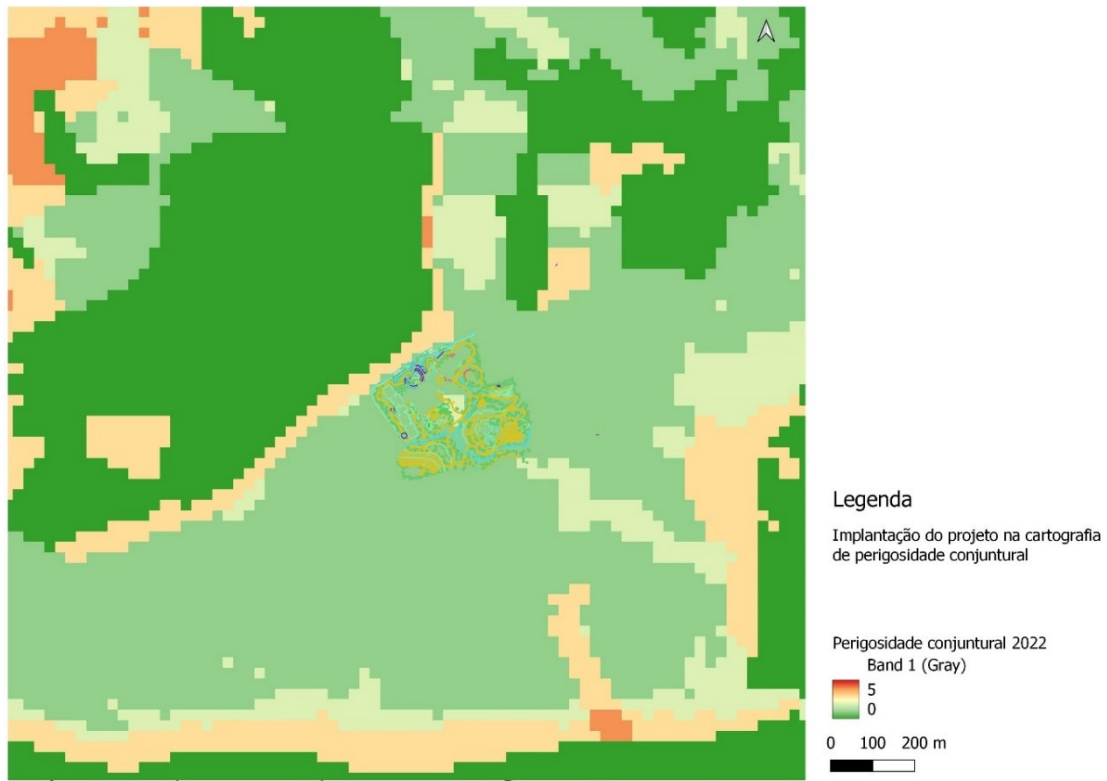 Legenda
Implantação do projeto na cartografia
de perigosidade conjuntural
Perigosidade conjuntural 2022
Band 1 (Gray)
5
0
0 100 200 m